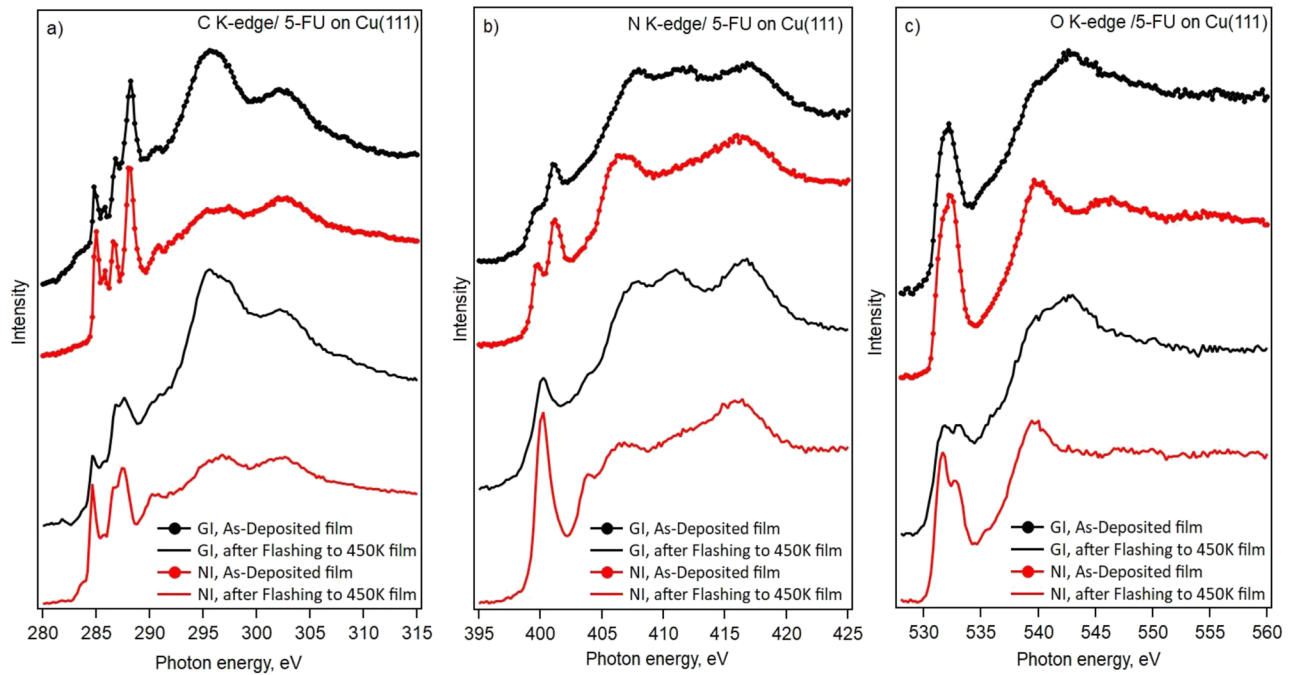 a)
C K-edge/ 5-FU on Cu(111)
Intensity
GI, As-Deposited film
GI, after Flashing to 450K film
NI, As-Deposited film
NI, after Flashing to 450K film
280 285 290 295 300 305 310 315
Photon energy, eV
b)
N K-edge/ 5-FU on Cu(111)
Intensity
GI, As-Deposited film
GI, after Flashing to 450K film
NI, As-Deposited film
NI, after Flashing to 450K film
395 400 405 410 415 420 425
Photon energy, eV
c)
O K-edge /5-FU on Cu(111)
Intensity
GI, As-Deposited film
GI, after Flashing to 450K film
NI, As-Deposited film
NI, after Flashing to 450K film
530 535 540 545 550 555 560
Photon energy, eV